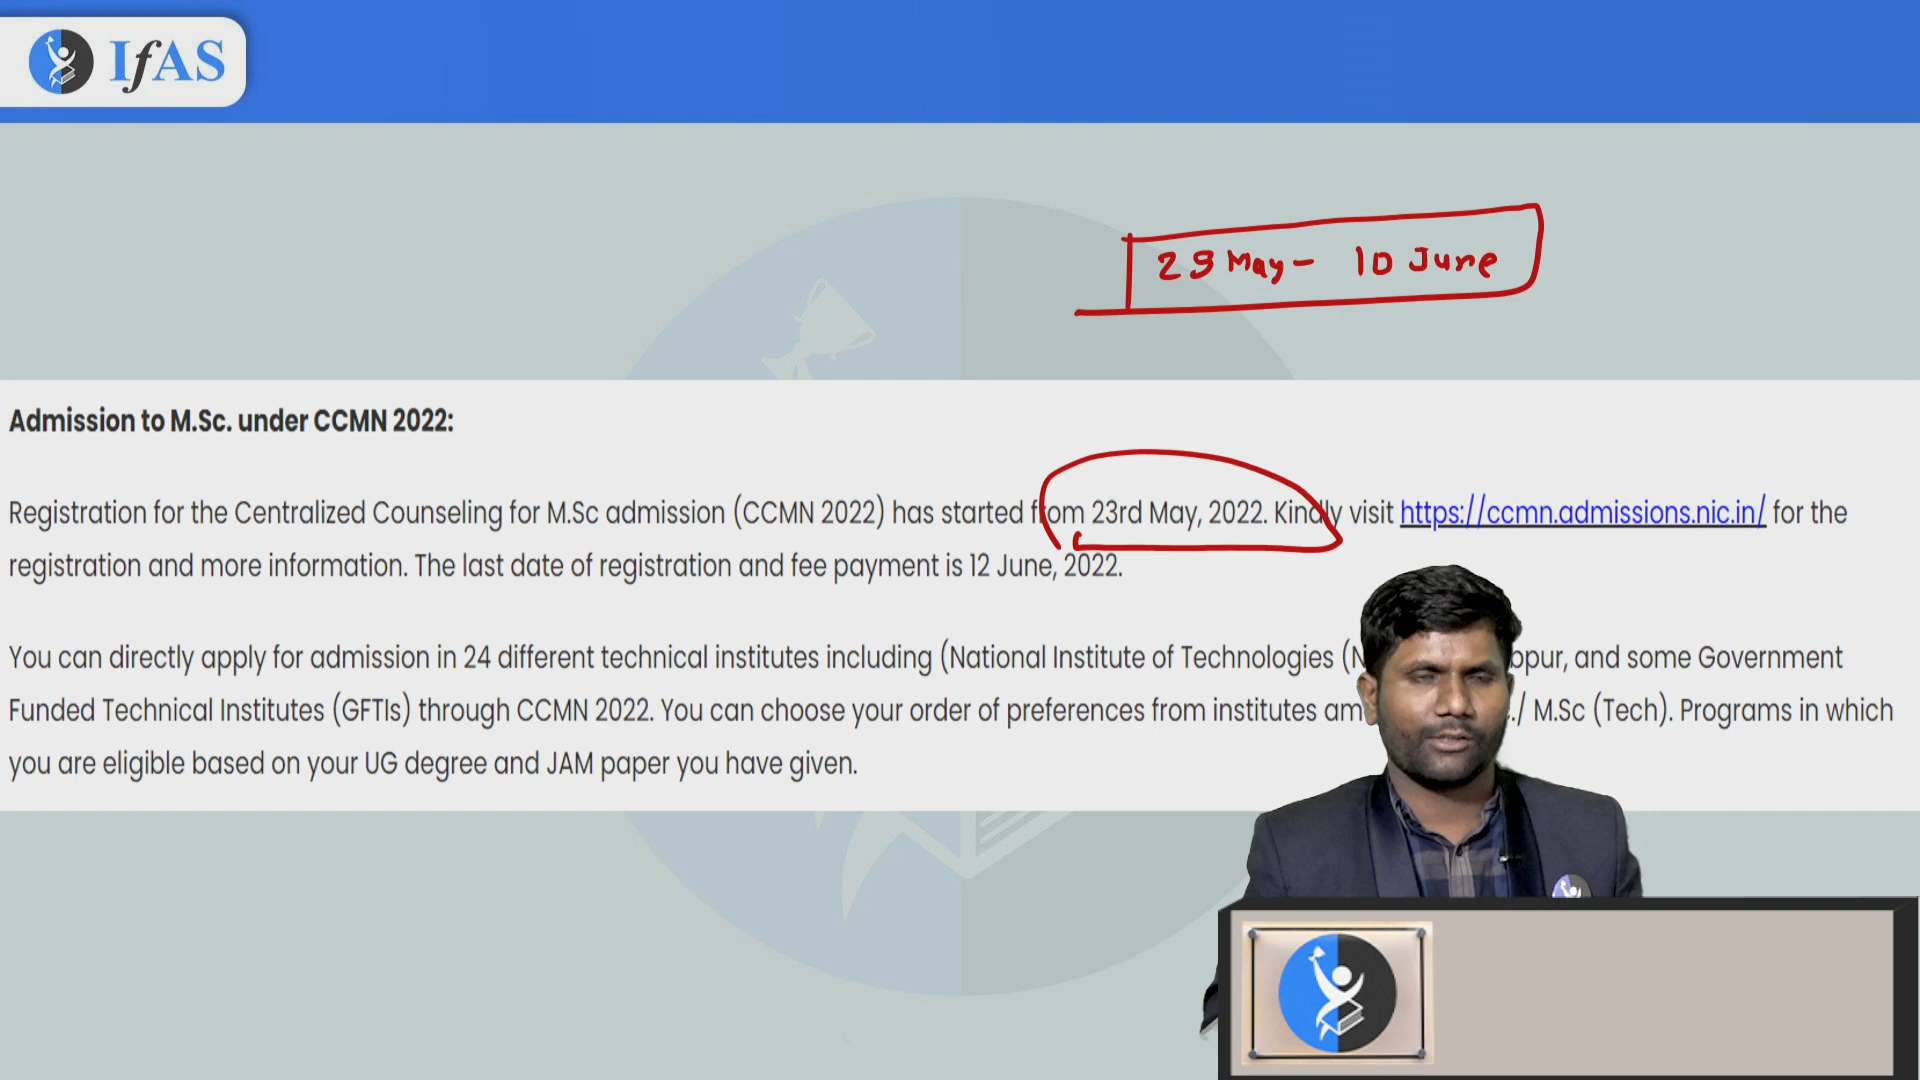 IfAS
23 May - 10 June
Admission to M.Sc. under CCMN 2022:
Registration for the Centralized Counseling for M.Sc admission (CCMN 2022) has started from 23rd May, 2022. Kindly visit https://ccmn.admissions.nic.in/ for the
registration and more information. The last date of registration and fee payment is 12 June, 2022.
You can directly apply for admission in 24 different technical institutes including (National Institute of Technologies and some Government
Funded Technical Institutes (GFTIs) through CCMN 2022. You can choose your order of preferences from institutes / M.Sc (Tech). Programs in which
you are eligible based on your UG degree and JAM paper you have given.